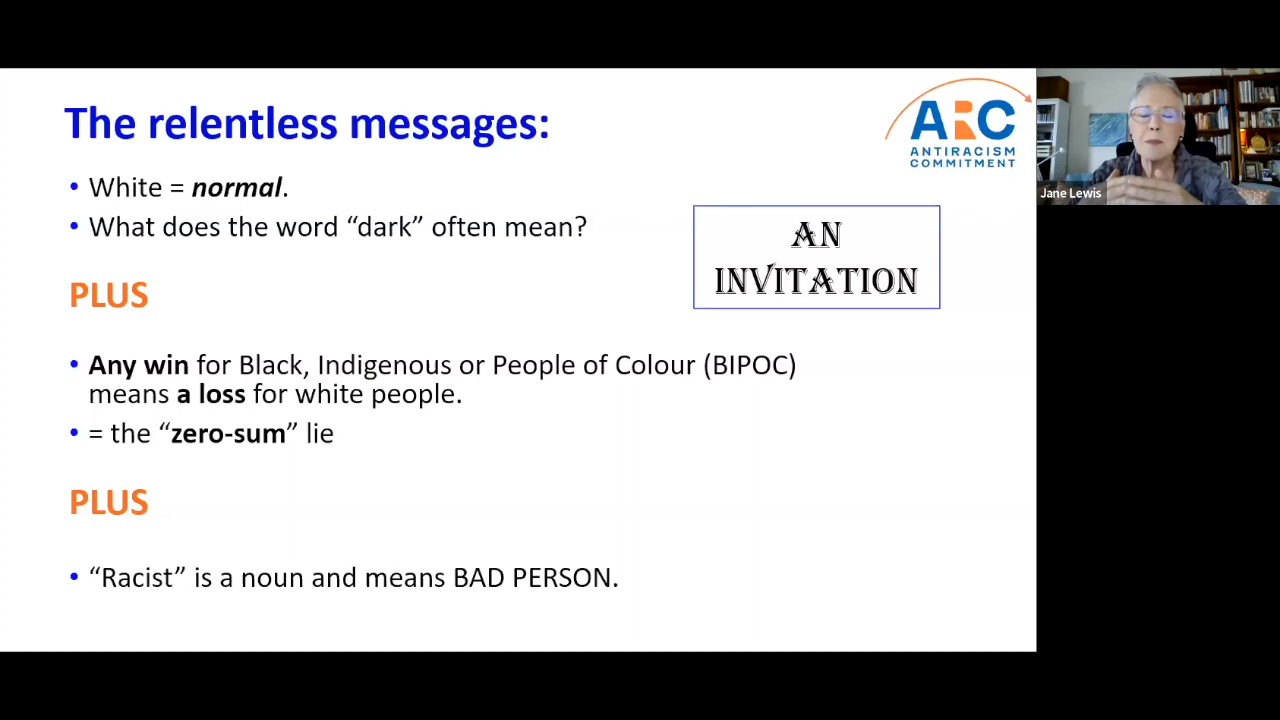 The relentless messages:
ARC
ANTIRACISM
COMMITMENT
Jane Lewis
• White = normal.
• What does the word “dark” often mean?
AN
INVITATION
PLUS
• Any win for Black, Indigenous or People of Colour (BIPOC)
means a loss for white people.
• = the “zero-sum” lie
PLUS
• “Racist” is a noun and means BAD PERSON.